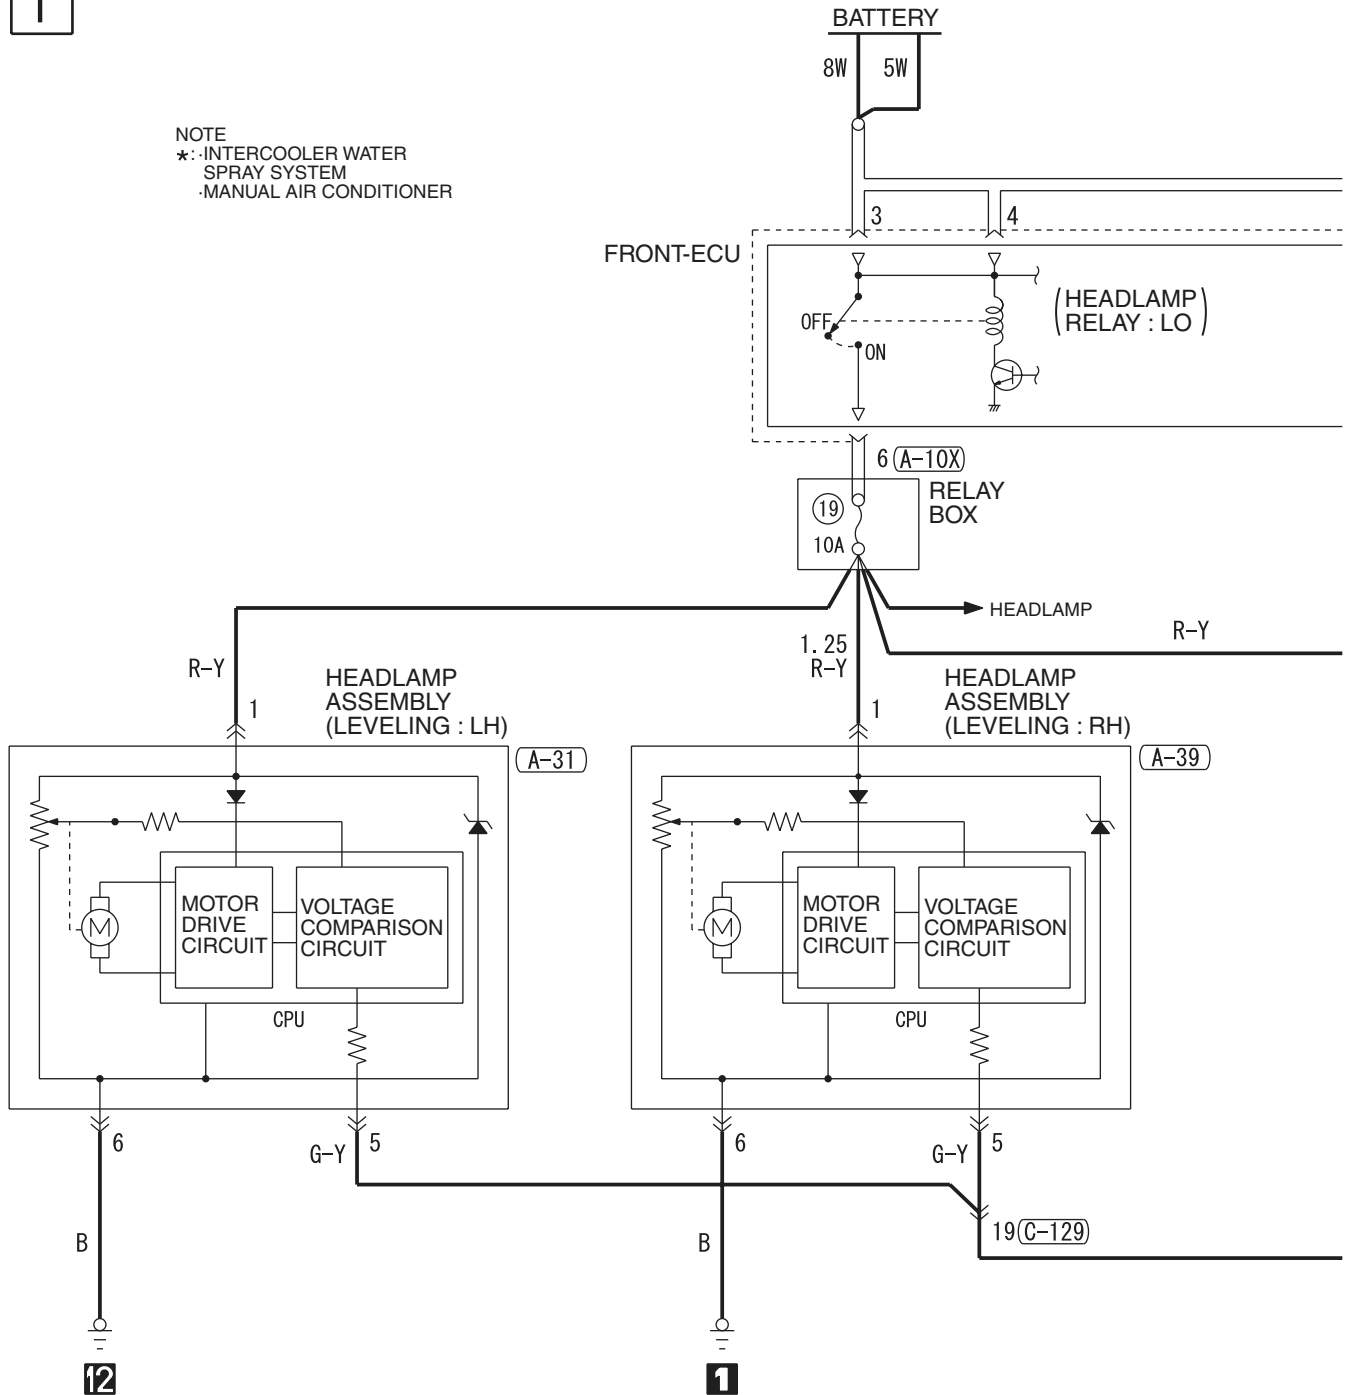 1
BATTERY
8W 5W
NOTE
*:·INTERCOOLER WATER
SPRAY SYSTEM
·MANUAL AIR CONDITIONER
3 4
FRONT-ECU
OFF
ON
(HEADLAMP
RELAY : LO)
6 A-10X
RELAY
BOX
19
10A
HEADLAMP
R-Y
1.25
R-Y
R-Y
HEADLAMP
ASSEMBLY
(LEVELING : LH)
1
A-31
HEADLAMP
ASSEMBLY
(LEVELING : RH)
1
A-39
M
MOTOR
DRIVE
CIRCUIT
VOLTAGE
COMPARISON
CIRCUIT
CPU
M
MOTOR
DRIVE
CIRCUIT
VOLTAGE
COMPARISON
CIRCUIT
CPU
6 5 6 5
G-Y G-Y
19 C-129
B B
12 1